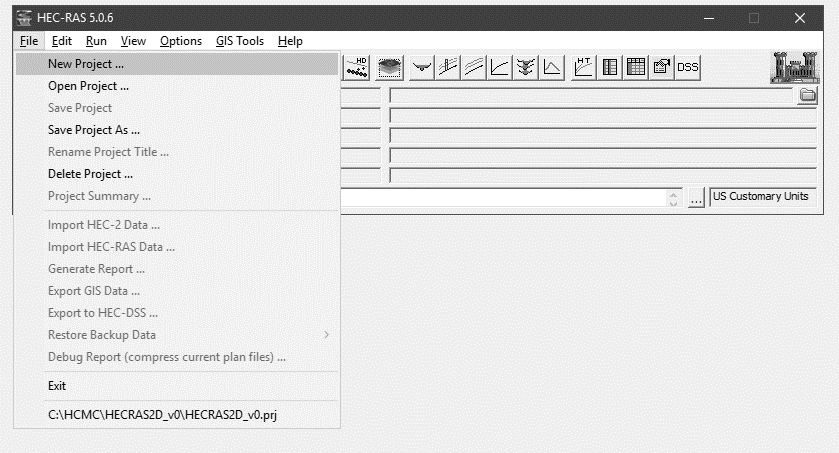 HEC-RAS 5.0.6
File Edit Run View Options GIS Tools Help
New Project ...
Open Project ...
Save Project
Save Project As ...
Rename Project Title ...
Delete Project ...
Project Summary ...
Import HEC-2 Data ...
Import HEC-RAS Data ...
Generate Report ...
Export GIS Data ...
Export to HEC-DSS ...
Restore Backup Data
Debug Report (compress current plan files) ...
Exit
C:\HCMC\HECRAS2D_v0\HECRAS2D_v0.prj
HD
HT
DSS
...
US Customary Units